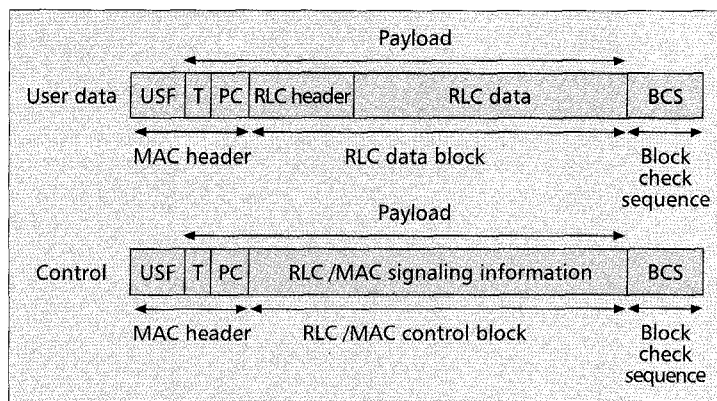 Payload
User data USF T PC RLC header RLC data BCS
MAC header RLC data block Block
check
sequence
Payload
Control USF T PC RLC/MAC signaling information BCS
MAC header RLC/MAC control block Block
check
sequence